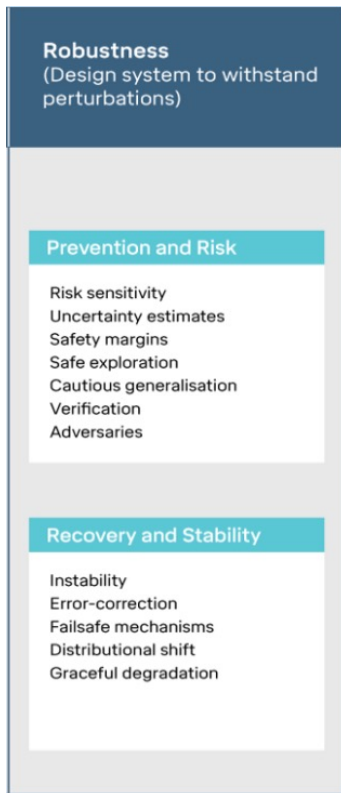 Robustness
(Design system to withstand
perturbations)
Prevention and Risk
Risk sensitivity
Uncertainty estimates
Safety margins
Safe exploration
Cautious generalisation
Verification
Adversaries
Recovery and Stability
Instability
Error-correction
Failsafe mechanisms
Distributional shift
Graceful degradation